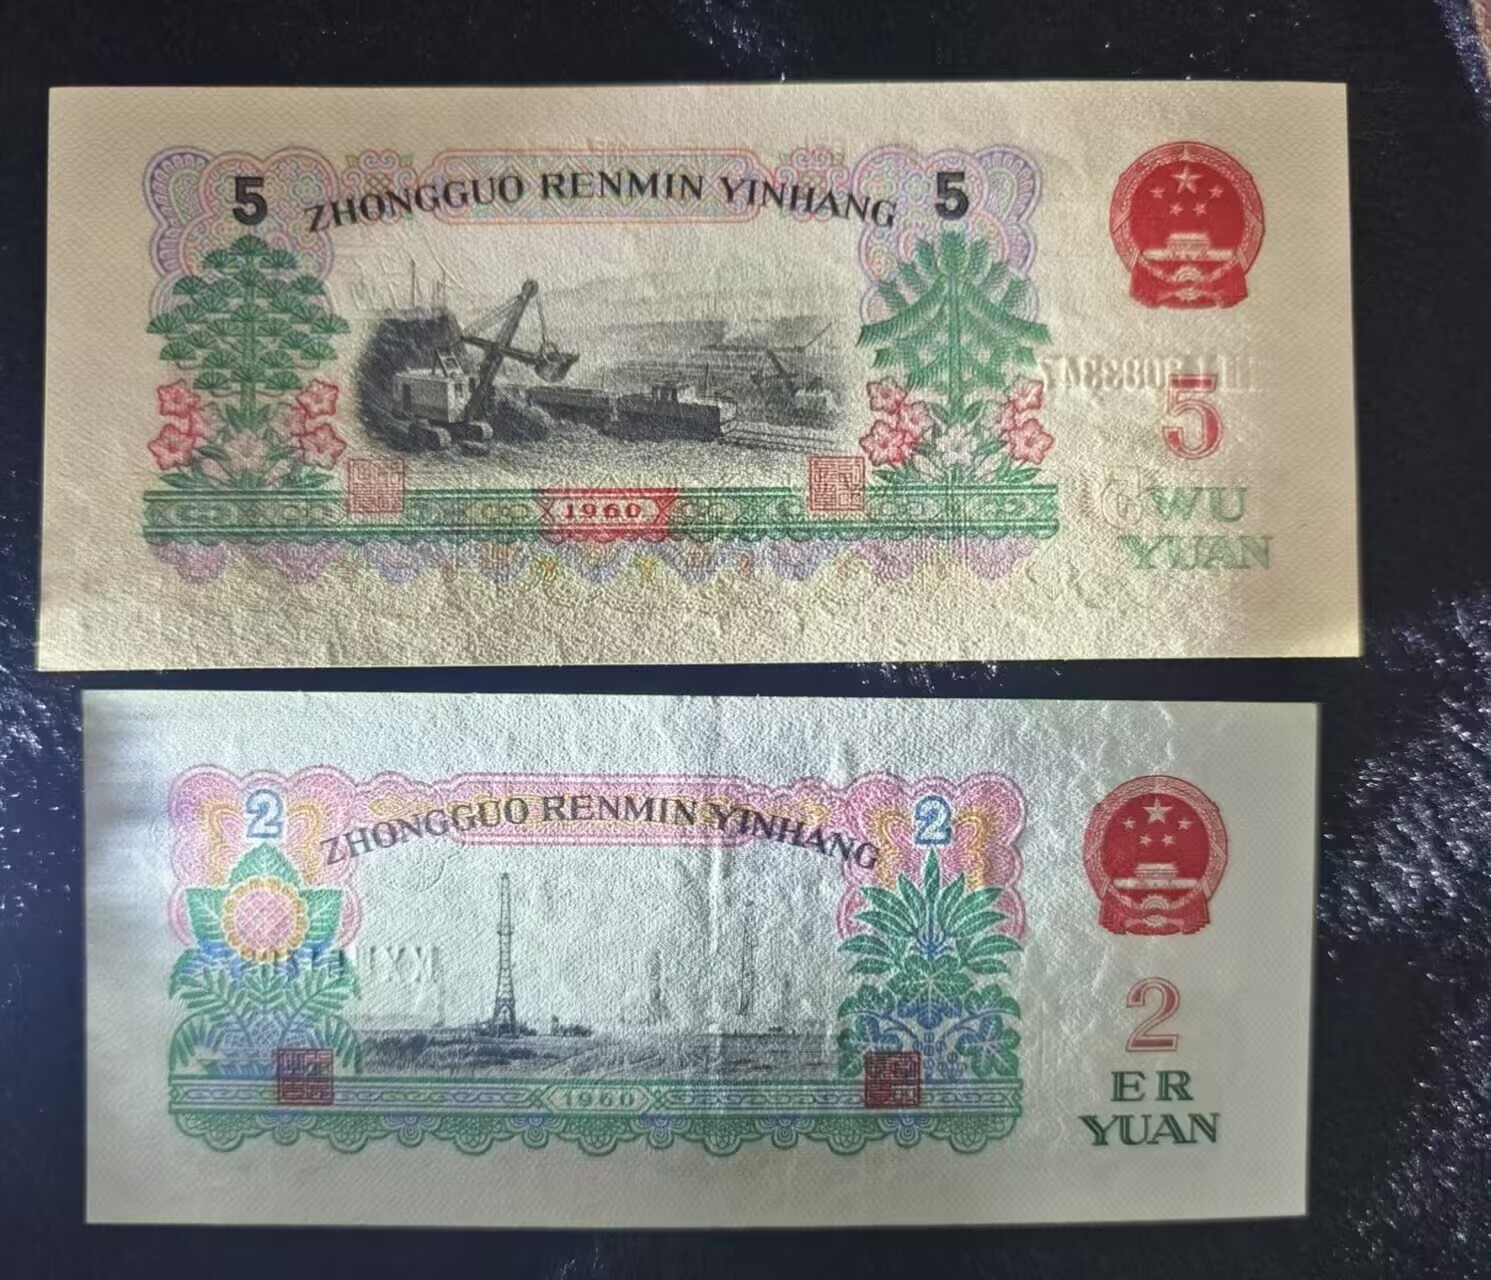 5 ZHONGGUO RENMIN YINHANG 5
5
1960
WU
YUAN
2 ZHONGGUO RENMIN YINHANG 2
2
1960
ER
YUAN